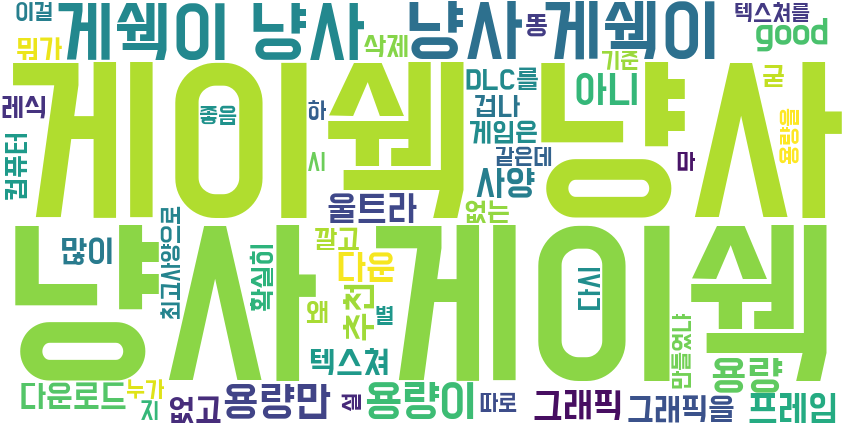 이걸 게쉑이 냥사 냥사 똥 게쉑이 텍스쳐를
뭐가 삭제 기준 good
게이쉑 냥사
레식 좋음 하 DLC를 겁나 아니 굳
게임은 용량을
컴퓨터 시 같은데 마
사양
울트라 없는
냥사 게이쉑
많이 최고사양으로 깔고
확실히 다운 다시
왜 추천 별
텍스쳐 만들었냐 용량
다운로드 누가 지 없고 용량만 실 용량이 따로 그래픽 그래픽을 프레임